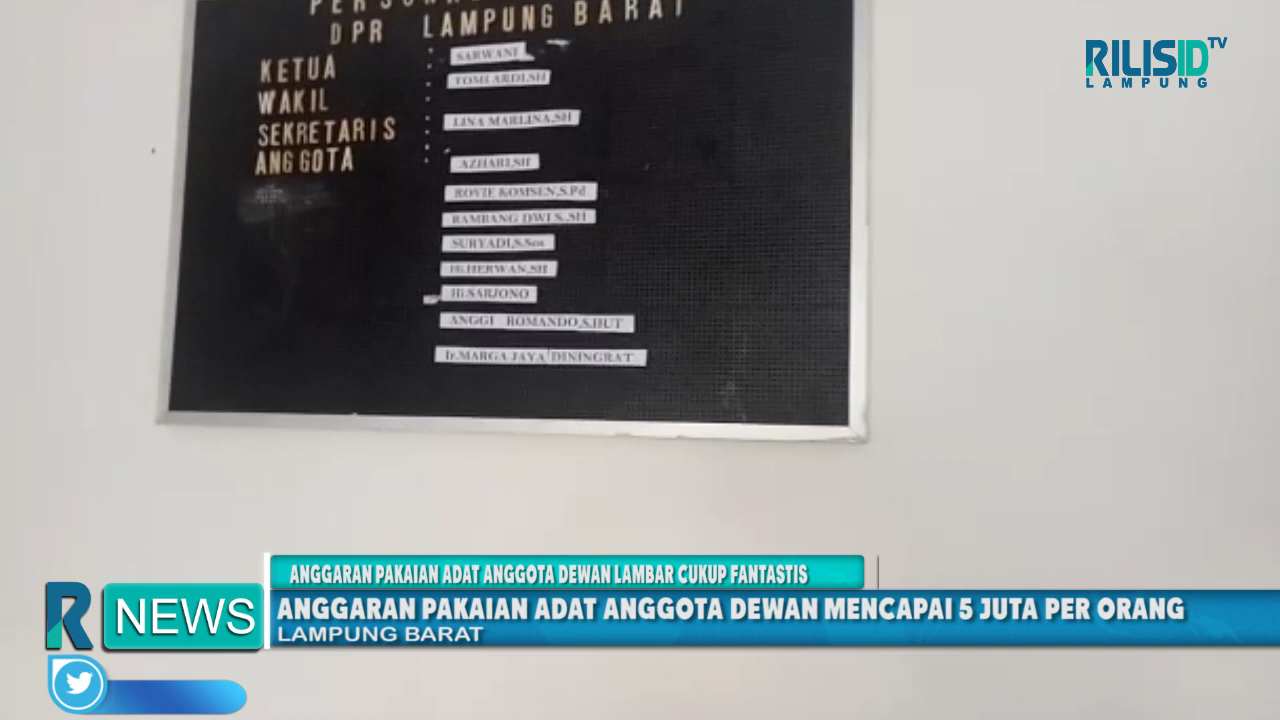 DPR LAMPUNG BARAT
KETUA : SARWANI
WAKIL : TOMI ARDI,SH
SEKRETARIS : LINA MARLINA,SH
ANGGOTA : AZHARI,SH
ROVIE KOMSEN,S.Pd
BAMBANG DWI S.,SH
SURYADI,S.Sos
Hi.HERWAN,SH
Hi.SARJONO
ANGGI ROMANDO,S.HUT
Ir.MARGA JAYA DININGRAT
RILISID TV
LAMPUNG
ANGGARAN PAKAIAN ADAT ANGGOTA DEWAN LAMBAR CUKUP FANTASTIS
R NEWS
ANGGARAN PAKAIAN ADAT ANGGOTA DEWAN MENCAPAI 5 JUTA PER ORANG
LAMPUNG BARAT